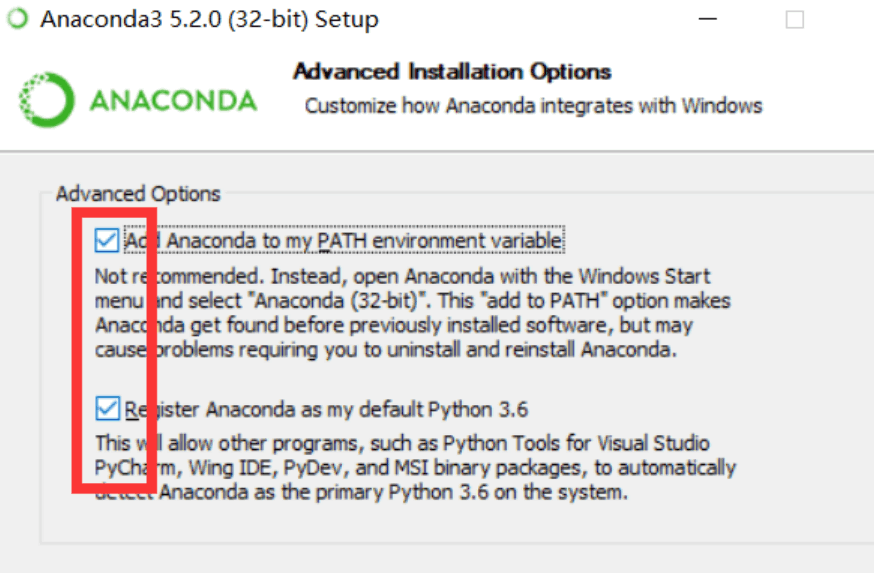 Anaconda3 5.2.0 (32-bit) Setup
ANACONDA
Advanced Installation Options
Customize how Anaconda integrates with Windows
Advanced Options
Add Anaconda to my PATH environment variable
Not recommended. Instead, open Anaconda with the Windows Start
menu and select "Anaconda (32-bit)". This "add to PATH" option makes
Anaconda get found before previously installed software, but may
cause problems requiring you to uninstall and reinstall Anaconda.
Register Anaconda as my default Python 3.6
This will allow other programs, such as Python Tools for Visual Studio
PyCharm, Wing IDE, PyDev, and MSI binary packages, to automatically
detect Anaconda as the primary Python 3.6 on the system.